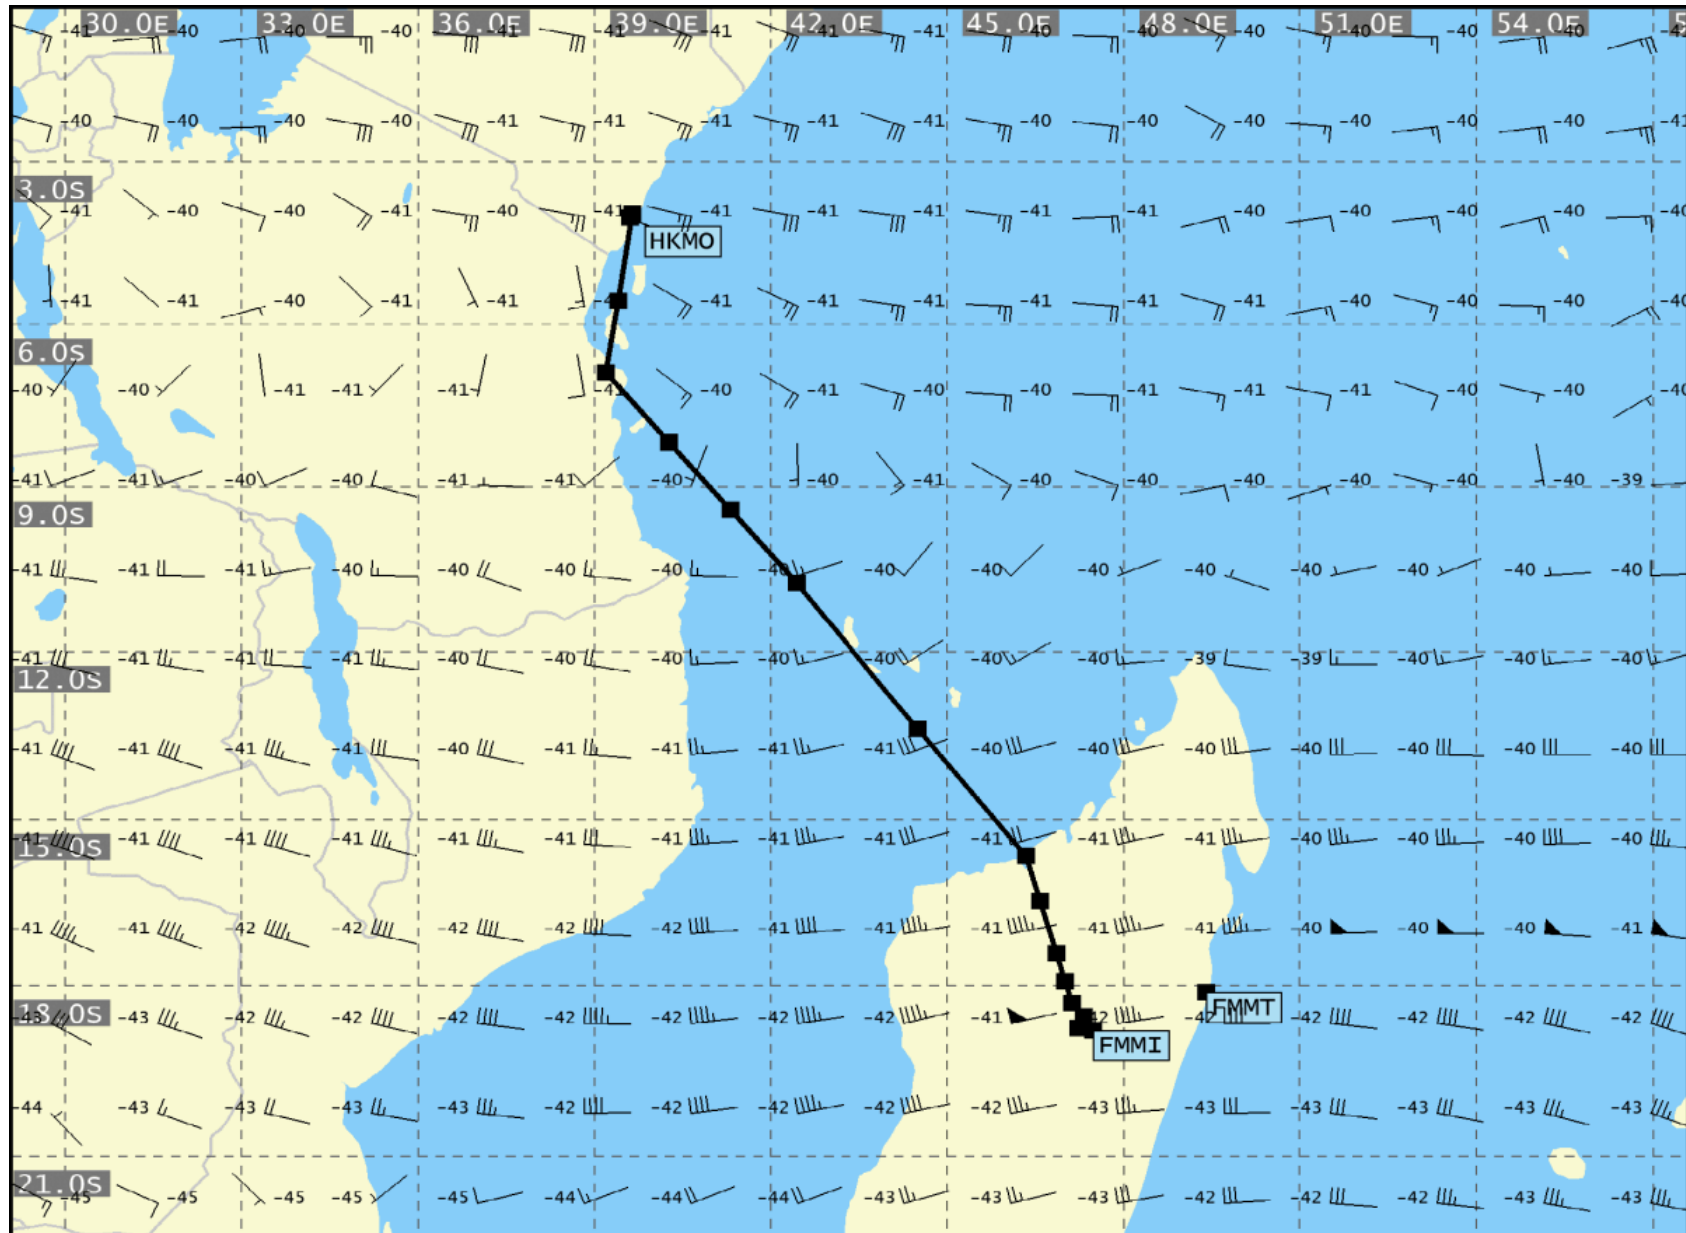 30.0E 33.0E 36.0E 39.0E 42.0E 45.0E 48.0E 51.0E 54.0E
-41 -40 -40 -41 -41 -41 -41 -40 -40 -40 -40
-40 -40 -40 -40 -41 -41 -41 -41 -41 -40 -40 -40 -40 -40 -40 -41
3.0S
-41 -40 -40 -41 -40 -41 -41 -41 -41 -41 -41 -40 -40 -40 -40
HKMO
-41 -41 -40 -41 -41 -41 -41 -41 -40 -40 -40 -40 -40 -40
6.0S
-40 -40 -41 -41 -41 -40 -41 -40 -40 -41 -41 -40 -40
-41 -41 -40 -40 -41 -41 -40 -40 -41 -40 -40 -40 -40 -40 -39
9.0S
-41 -41 -41 -40 -40 -40 -40 -40 -40 -40 -40 -40 -40 -40 -40 -40
-41 -41 -41 -41 -40 -40 -40 -40 -40 -40 -40 -39 -39 -40 -40 -40
12.0S
-41 -41 -41 -41 -40 -40 -41 -41 -41 -40 -40 -40 -40 -40 -40 -40
-41 -41 -41 -41 -41 -41 -41 -41 -41 -41 -41 -41 -40 -40 -40 -40
15.0S
-41 -41 -42 -42 -42 -42 -42 -41 -41 -41 -41 -41 -40 -40 -40 -41
FMMT
18.0S
-43 -43 -42 -42 -42 -42 -42 -42 -42 -41 -42 -42 -42 -42 -42
FMMI
-44 -43 -43 -43 -43 -42 -42 -42 -42 -42 -43 -43 -43 -43 -43 -43
21.0S
-45 -45 -45 -45 -45 -44 -44 -44 -43 -43 -43 -42 -42 -43 -43 -43